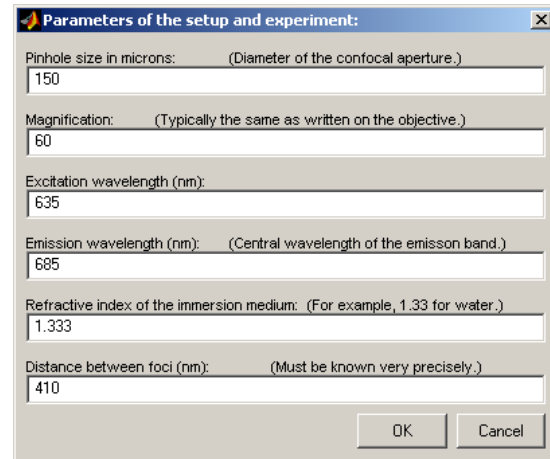 Parameters of the setup and experiment:
Pinhole size in microns: (Diameter of the confocal aperture.)
150
Magnification: (Typically the same as written on the objective.)
60
Excitation wavelength (nm):
635
Emission wavelength (nm): (Central wavelength of the emisson band.)
685
Refractive index of the immersion medium: (For example, 1.33 for water.)
1.333
Distance between foci (nm): (Must be known very precisely.)
410
OK Cancel